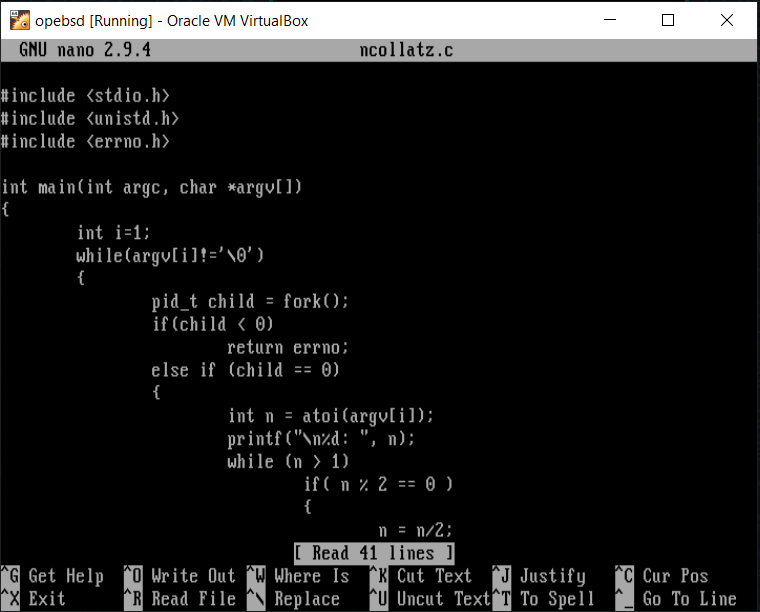 opebsd [Running] - Oracle VM VirtualBox
GNU nano 2.9.4 ncollatz.c
#include <stdio.h>
#include <unistd.h>
#include <errno.h>
int main(int argc, char *argv[])
{
int i=1;
while(argv[i]!='\0')
{
pid_t child = fork();
if(child < 0)
return errno;
else if (child == 0)
{
int n = atoi(argv[i]);
printf("\n%d: ", n);
while (n > 1)
if( n % 2 == 0 )
{
n = n/2;
[ Read 41 lines ]
^G Get Help ^O Write Out ^W Where Is ^K Cut Text ^J Justify ^C Cur Pos
^X Exit ^R Read File ^\ Replace ^U Uncut Text ^T To Spell ^_ Go To Line